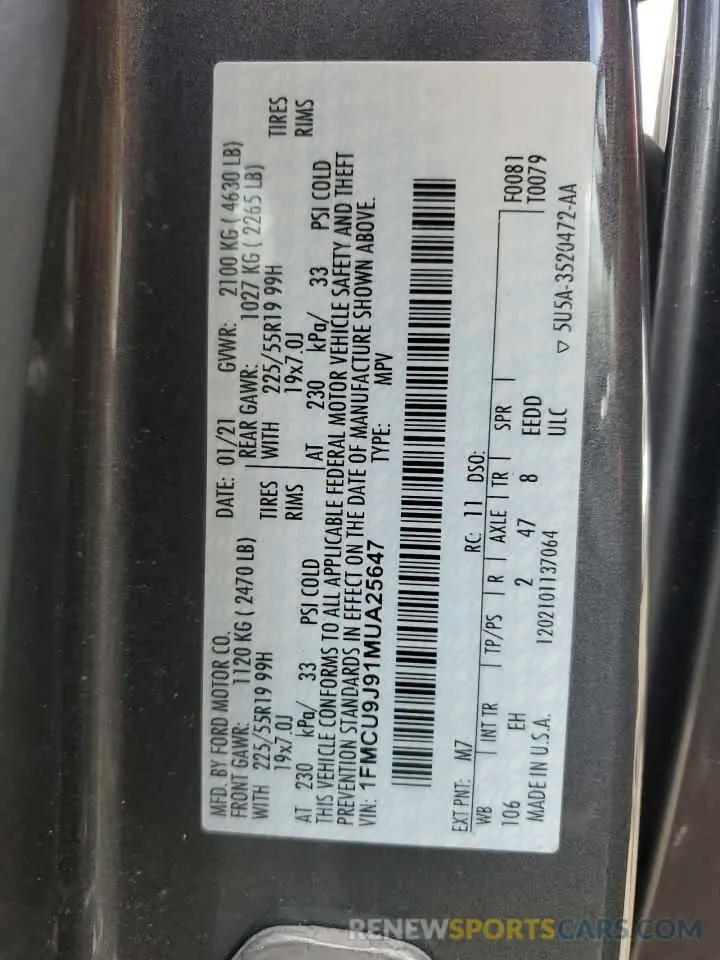 MFD. BY FORD MOTOR CO.
DATE: 01/21 GVWR: 2100 KG ( 4630 LB)
FRONT GAWR: 1120 KG ( 2470 LB) REAR GAWR: 1027 KG ( 2265 LB)
WITH 225/55R19 99H TIRES WITH 225/55R19 99H TIRES
19x7.0J RIMS 19x7.0J RIMS
AT 230 kPa/ 33 PSI COLD AT 230 kPa/ 33 PSI COLD
THIS VEHICLE CONFORMS TO ALL APPLICABLE FEDERAL MOTOR VEHICLE SAFETY AND THEFT
PREVENTION STANDARDS IN EFFECT ON THE DATE OF MANUFACTURE SHOWN ABOVE.
VIN: 1FMCU9J91MUA25647 TYPE: MPV
EXT PNT: M7 RC: 11 DSO:
WB INT TR TP/PS R AXLE TR SPR F0081
106 EH 2 47 8 EEDD T0079
MADE IN U.S.A. 1202101137064 ULC
▽ 5U5A-3520472-AA
RENEWSPORTSCARS.COM